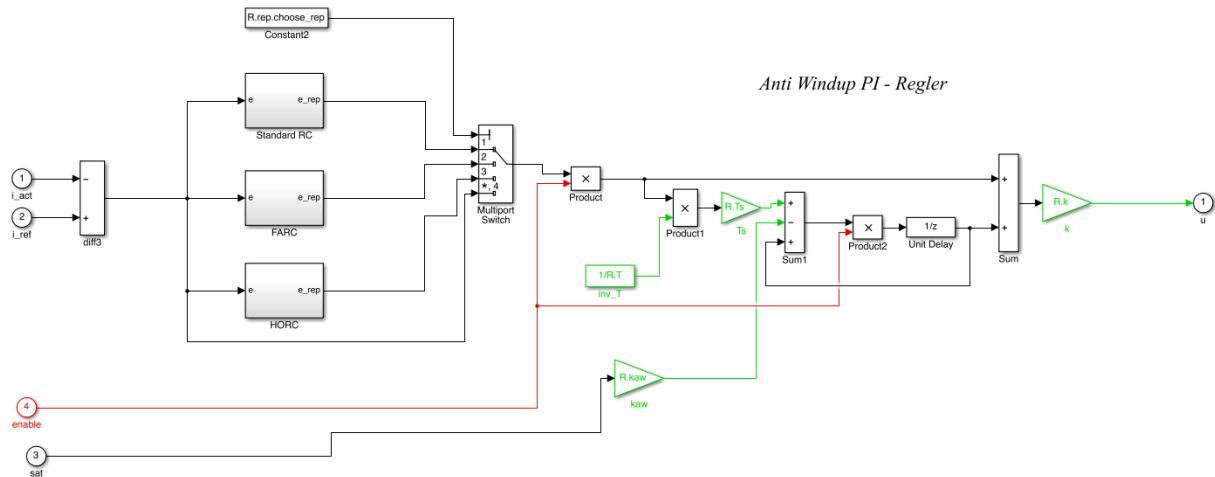 R.rep.choose_rep
Constant2
Anti Windup PI - Regler
e e_rep
Standard RC
1
i_act
2
i_ref
−
+
diff3
e e_rep
FARC
e e_rep
HORC
1
2
3
*, 4
Multiport
Switch
×
Product
×
Product1
R.Ts
Ts
1/R.T
inv_T
+
−
+
Sum1
×
Product2
1/z
Unit Delay
+
+
Sum
R.k
k
1
u
R.kaw
kaw
4
enable
3
sat